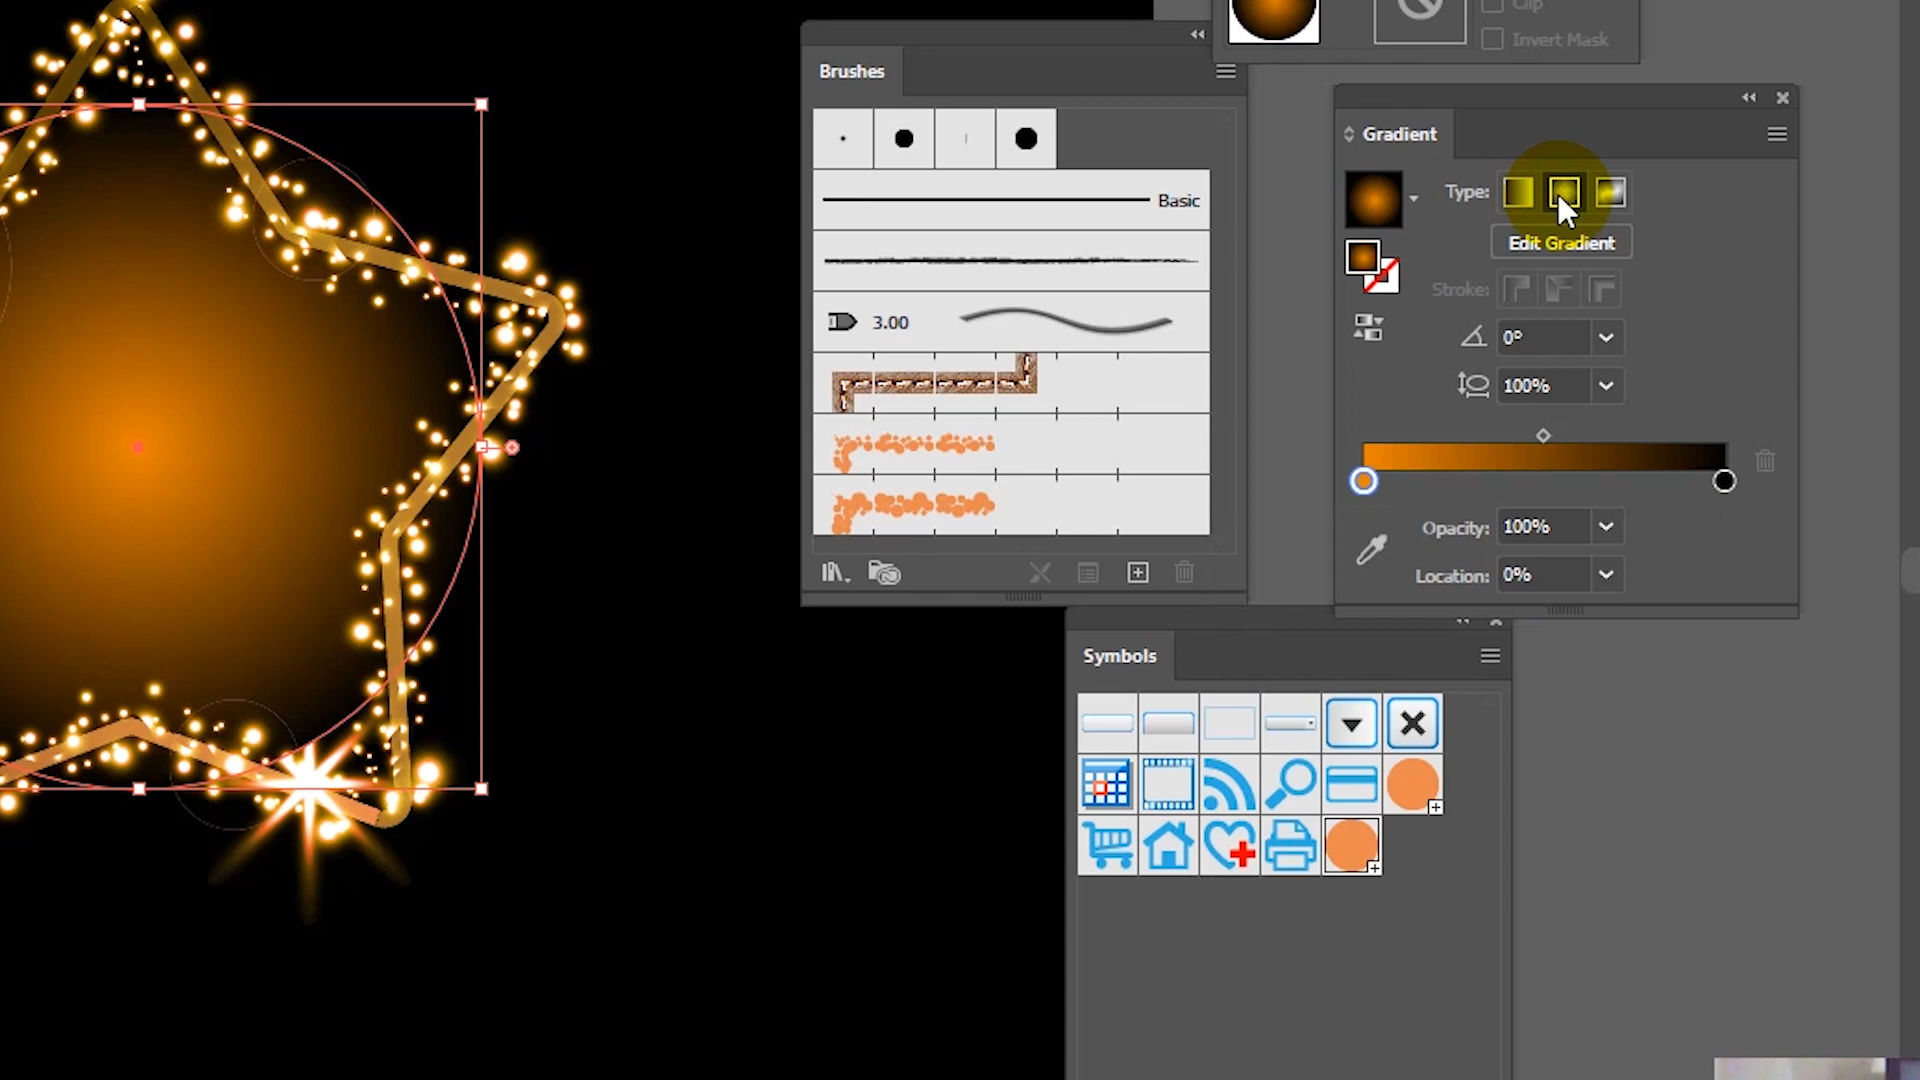 Clip
Invert Mask
Brushes
Basic
3.00
Gradient
Type:
Edit Gradient
Stroke:
0°
100%
Opacity: 100%
Location: 0%
Symbols